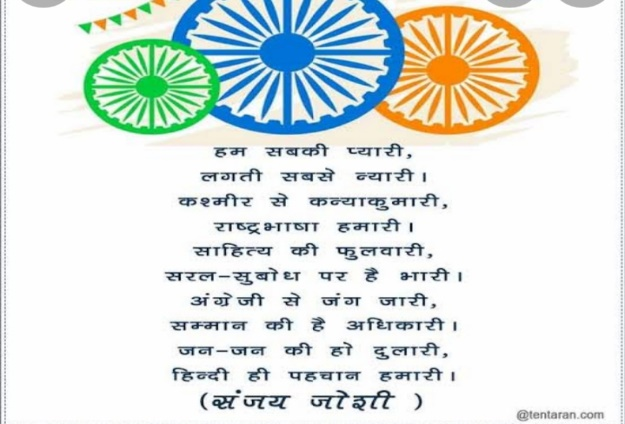 हम सबकी प्यारी,
लगती सबसे न्यारी।
कश्मीर से कन्याकुमारी,
राष्ट्रभाषा हमारी।
साहित्य की फुलवारी,
सरल-सुबोध पर है भारी।
अंग्रेजी से जंग जारी,
सम्मान की है अधिकारी।
जन-जन की हो दुलारी,
हिन्दी ही पहचान हमारी।
(संजय जोशी )
@tentaran.com